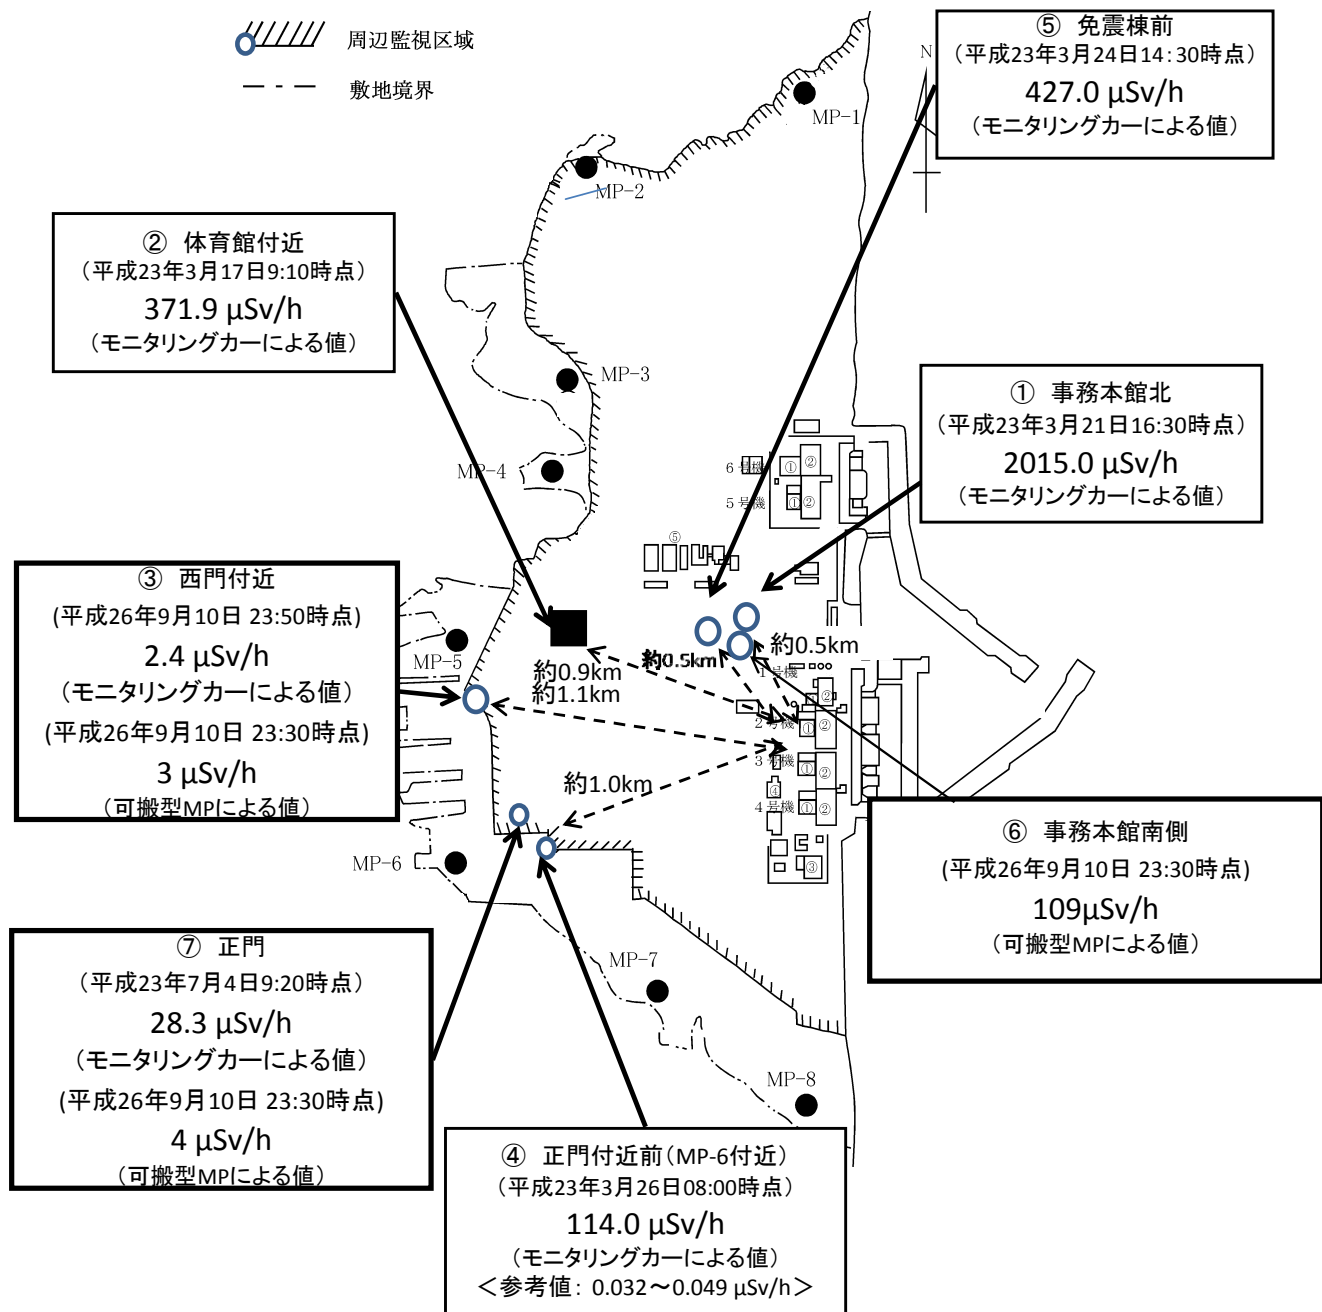 周辺監視区域
敷地境界
⑤ 免震棟前
（平成23年3月24日14:30時点）
427.0 μSv/h
（モニタリングカーによる値）
N
MP-1
MP-2
② 体育館付近
（平成23年3月17日9:10時点）
371.9 μSv/h
（モニタリングカーによる値）
MP-3
① 事務本館北
（平成23年3月21日16:30時点）
2015.0 μSv/h
（モニタリングカーによる値）
MP-4
6号機
①
②
5号機
①
②
⑤
③ 西門付近
(平成26年9月10日 23:50時点)
2.4 μSv/h
（モニタリングカーによる値）
(平成26年9月10日 23:30時点)
3 μSv/h
（可搬型MPによる値）
MP-5
約0.9km
約1.1km
約0.5km
約0.5km
1号機
②
2号機
①
②
3号機
①
②
約1.0km
④
4号機
①
②
③
MP-6
⑥ 事務本館南側
(平成26年9月10日 23:30時点)
109μSv/h
（可搬型MPによる値）
⑦ 正門
（平成23年7月4日9:20時点）
28.3 μSv/h
（モニタリングカーによる値）
(平成26年9月10日 23:30時点)
4 μSv/h
（可搬型MPによる値）
MP-7
MP-8
④ 正門付近前（MP-6付近）
（平成23年3月26日08:00時点）
114.0 μSv/h
（モニタリングカーによる値）
＜参考値： 0.032～0.049 μSv/h＞